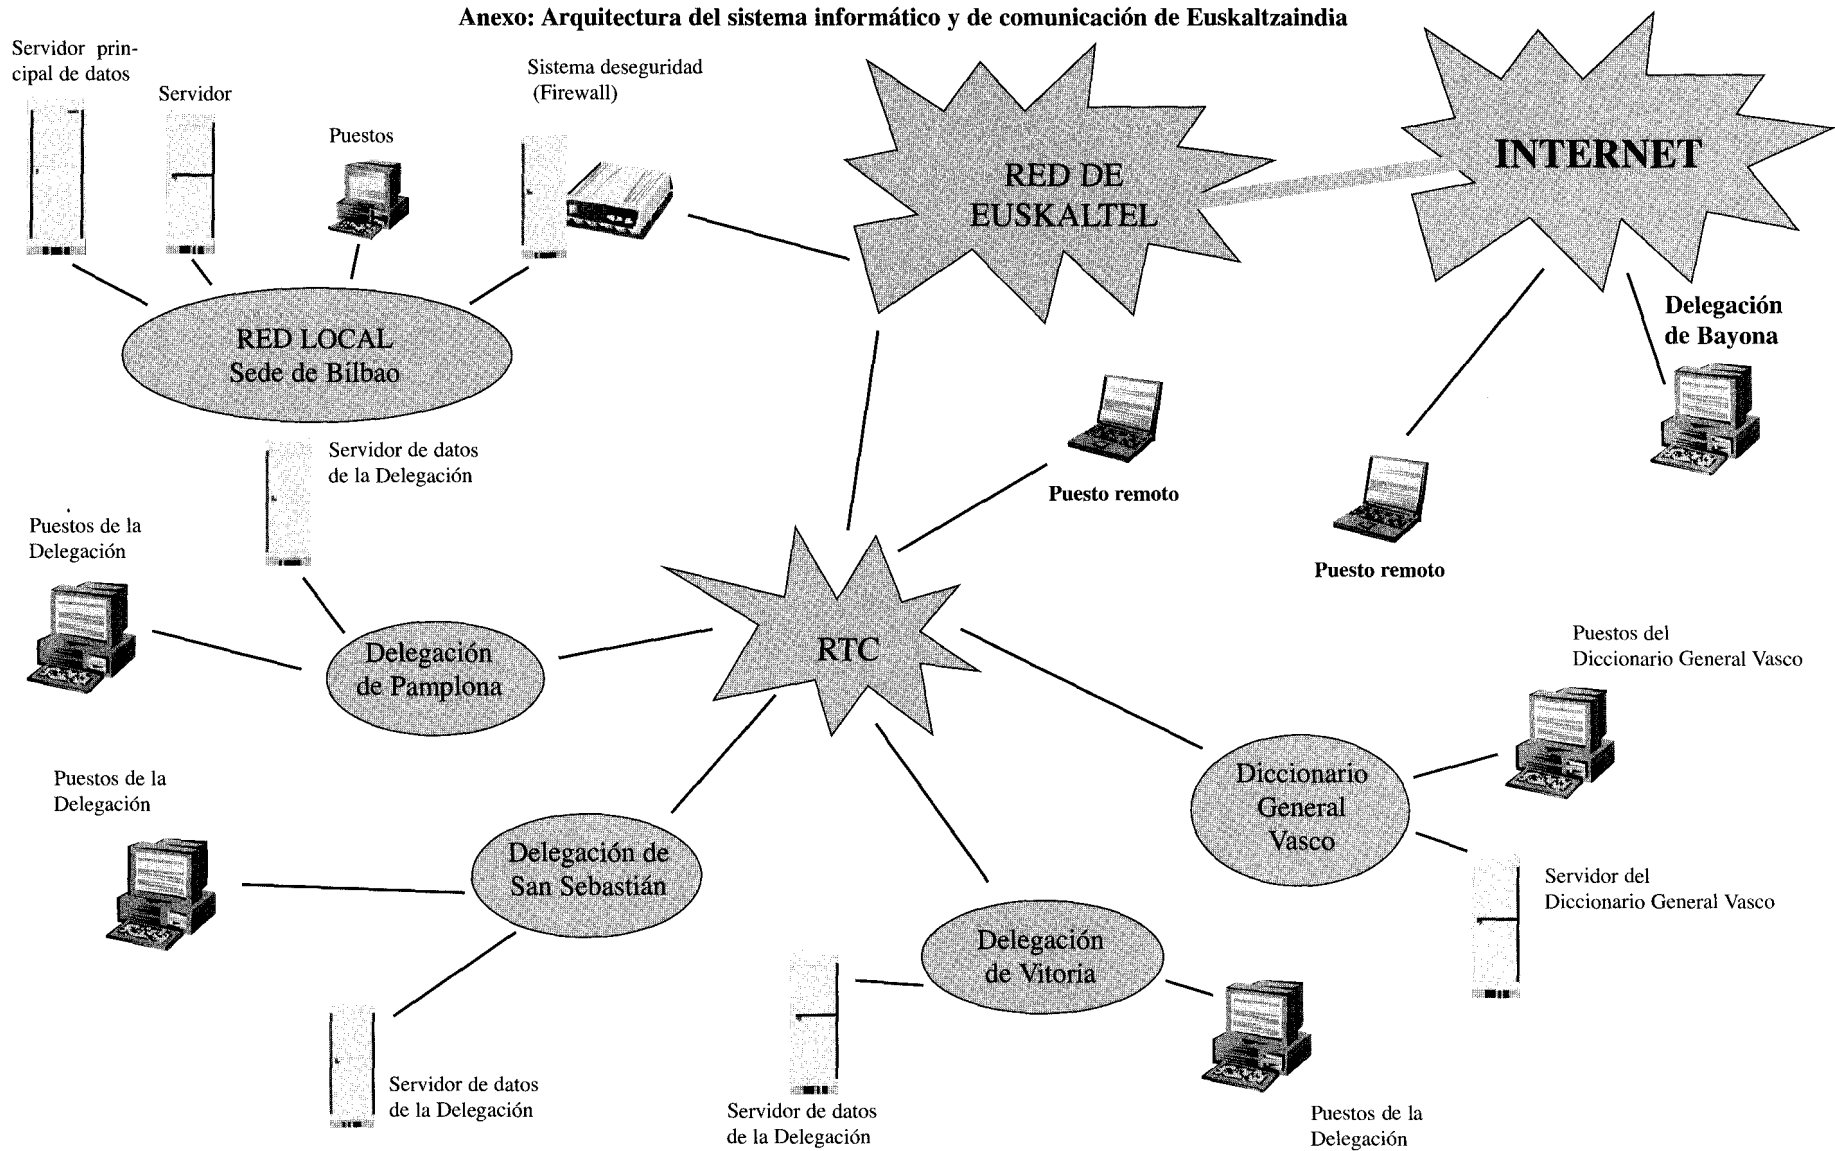 Anexo: Arquitectura del sistema informático y de comunicación de Euskaltzaindia
Servidor prin-
cipal de datos
Servidor
Puestos
Sistema deseguridad
(Firewall)
RED DE
EUSKALTEL
INTERNET
RED LOCAL
Sede de Bilbao
Delegación
de Bayona
Servidor de datos
de la Delegación
Puesto remoto
Puesto remoto
Puestos de la
Delegación
Delegación
de Pamplona
RTC
Puestos del
Diccionario General Vasco
Diccionario
General
Vasco
Puestos de la
Delegación
Delegación de
San Sebastián
Servidor del
Diccionario General Vasco
Delegación
de Vitoria
Servidor de datos
de la Delegación
Servidor de datos
de la Delegación
Puestos de la
Delegación